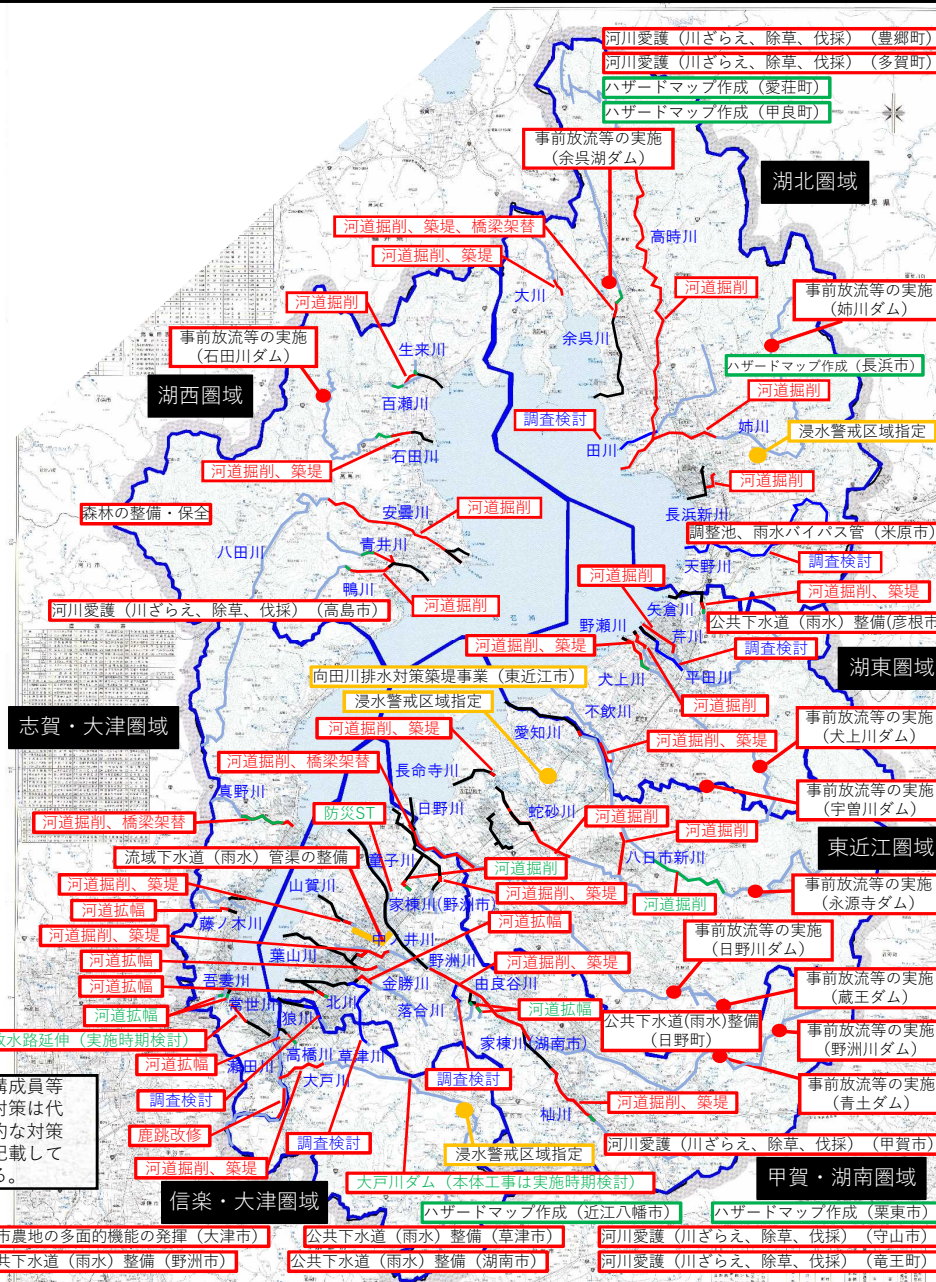 河川愛護（川ざらえ、除草、伐採）（豊郷町）
河川愛護（川ざらえ、除草、伐採）（多賀町）
ハザードマップ作成（愛荘町）
ハザードマップ作成（甲良町）
事前放流等の実施
（余呉湖ダム）
湖北圏域
河道掘削、築堤、橋梁架替
高時川
河道掘削、築堤
大川
河道掘削
河道掘削
事前放流等の実施
（姉川ダム）
事前放流等の実施
（石田川ダム）
生来川
余呉川
ハザードマップ作成（長浜市）
湖西圏域
百瀬川
河道掘削
調査検討
姉川
浸水警戒区域指定
石田川
田川
河道掘削、築堤
河道掘削
森林の整備・保全
安曇川
河道掘削
長浜新川
調整池、雨水バイパス管（米原市）
八田川
青井川
天野川
調査検討
鴨川
河道掘削
河道掘削、築堤
河川愛護（川ざらえ、除草、伐採）（高島市）
河道掘削
矢倉川
公共下水道（雨水）整備(彦根市
野瀬川
芹川
河道掘削、築堤
調査検討
湖東圏域
向田川排水対策築堤事業（東近江市）
犬上川
平田川
浸水警戒区域指定
不飲川
河道掘削
志賀・大津圏域
河道掘削、築堤
愛知川
河道掘削、築堤
事前放流等の実施
（犬上川ダム）
河道掘削、橋梁架替
長命寺川
真野川
日野川
事前放流等の実施
（宇曽川ダム）
河道掘削、橋梁架替
防災ST
蛇砂川
河道掘削
河道掘削
東近江圏域
流域下水道（雨水）管渠の整備
童子川
八日市新川
河道掘削
河道掘削、築堤
山賀川
家棟川(野洲市)
河道掘削、築堤
河道掘削
事前放流等の実施
（永源寺ダム）
河道拡幅
藤ノ木川
河道拡幅
河道掘削、築堤
中ノ井川
事前放流等の実施
（日野川ダム）
河道拡幅
葉山川
野洲川
河道掘削、築堤
河道拡幅
吾妻川
金勝川
由良谷川
事前放流等の実施
（蔵王ダム）
河道拡幅
常世川
北川
落合川
河道拡幅
公共下水道(雨水)整備
（日野町）
狼川
放水路延伸（実施時期検討）
家棟川(湖南市)
事前放流等の実施
（野洲川ダム）
河道拡幅
瀬田川
高橋川
草津川
大戸川
調査検討
事前放流等の実施
（青土ダム）
構成員等
対策は代
的な対策
記載して
る。
調査検討
杣川
河道掘削、築堤
鹿跳改修
調査検討
浸水警戒区域指定
河川愛護（川ざらえ、除草、伐採）（甲賀市）
河道掘削、築堤
大戸川ダム（本体工事は実施時期検討）
甲賀・湖南圏域
信楽・大津圏域
ハザードマップ作成（近江八幡市）
ハザードマップ作成（栗東市）
市農地の多面的機能の発揮（大津市）
公共下水道（雨水）整備（草津市）
河川愛護（川ざらえ、除草、伐採）（守山市）
共下水道（雨水）整備（野洲市）
公共下水道（雨水）整備（湖南市）
河川愛護（川ざらえ、除草、伐採）（竜王町）